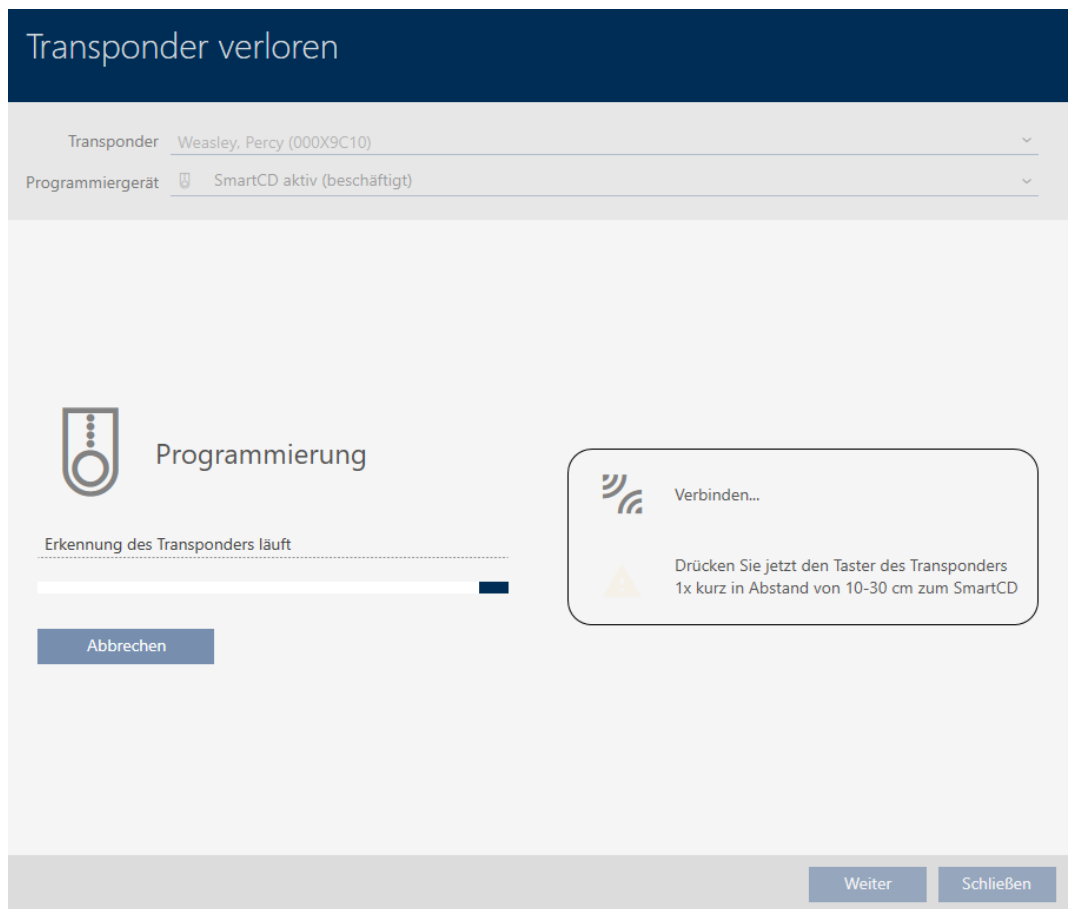 Transponder verloren
Transponder Weasley, Percy (000X9C10)
Programmiergerät SmartCD aktiv (beschäftigt)
Programmierung
Erkennung des Transponders läuft
Abbrechen
Verbinden...
Drücken Sie jetzt den Taster des Transponders
1x kurz in Abstand von 10-30 cm zum SmartCD
Weiter Schließen